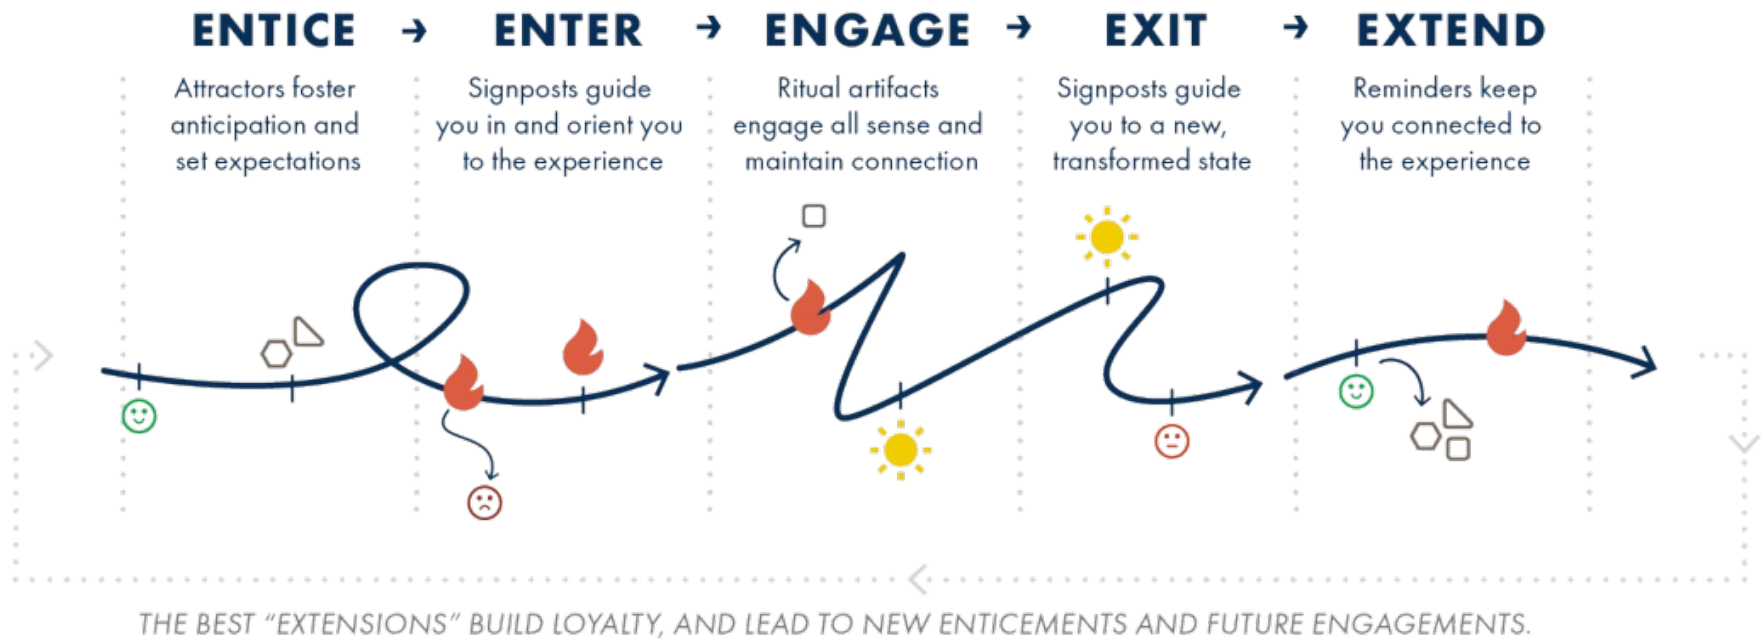 ENTICE → ENTER → ENGAGE → EXIT → EXTEND
Attractors foster
anticipation and
set expectations
Signposts guide
you in and orient you
to the experience
Ritual artifacts
engage all sense and
maintain connection
Signposts guide
you to a new,
transformed state
Reminders keep
you connected to
the experience
THE BEST “EXTENSIONS” BUILD LOYALTY, AND LEAD TO NEW ENTICEMENTS AND FUTURE ENGAGEMENTS.